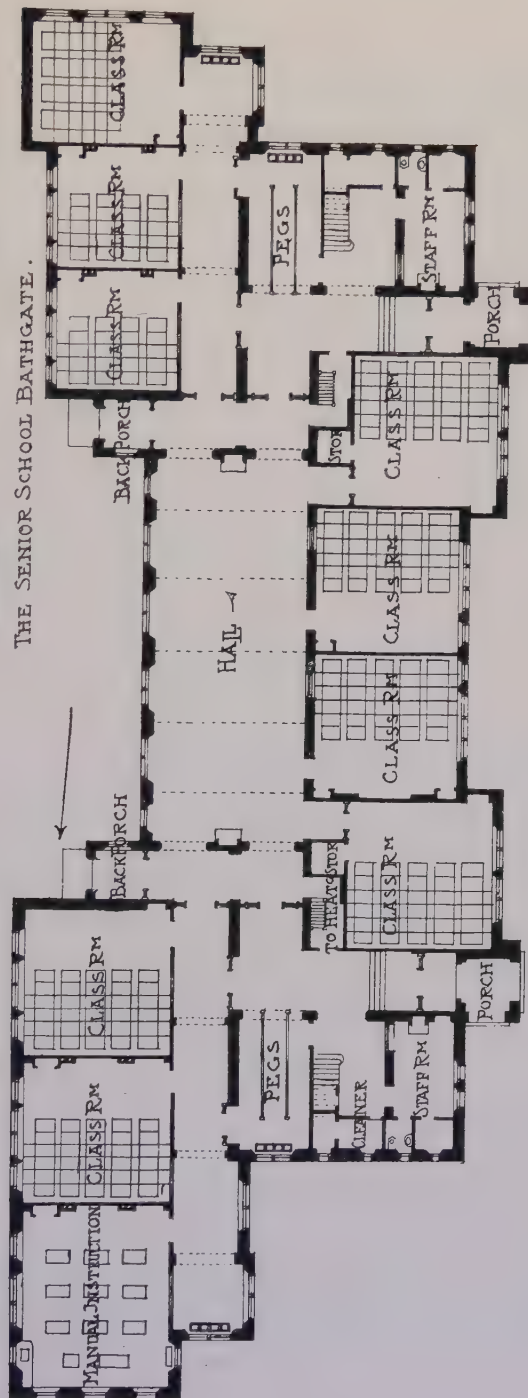 THE SENIOR SCHOOL BATHGATE.
CLASS RM
CLASS RM
CLASS RM
BACK PORCH
PEGS
STAFF RM
PORCH
STOR
CLASS RM
HALL
CLASS RM
CLASS RM
BACK PORCH
TO HEATG
STOR
CLASS RM
PORCH
CLASS RM
CLASS RM
MANUAL INSTRUCTION
PEGS
CLEANER
STAFF RM